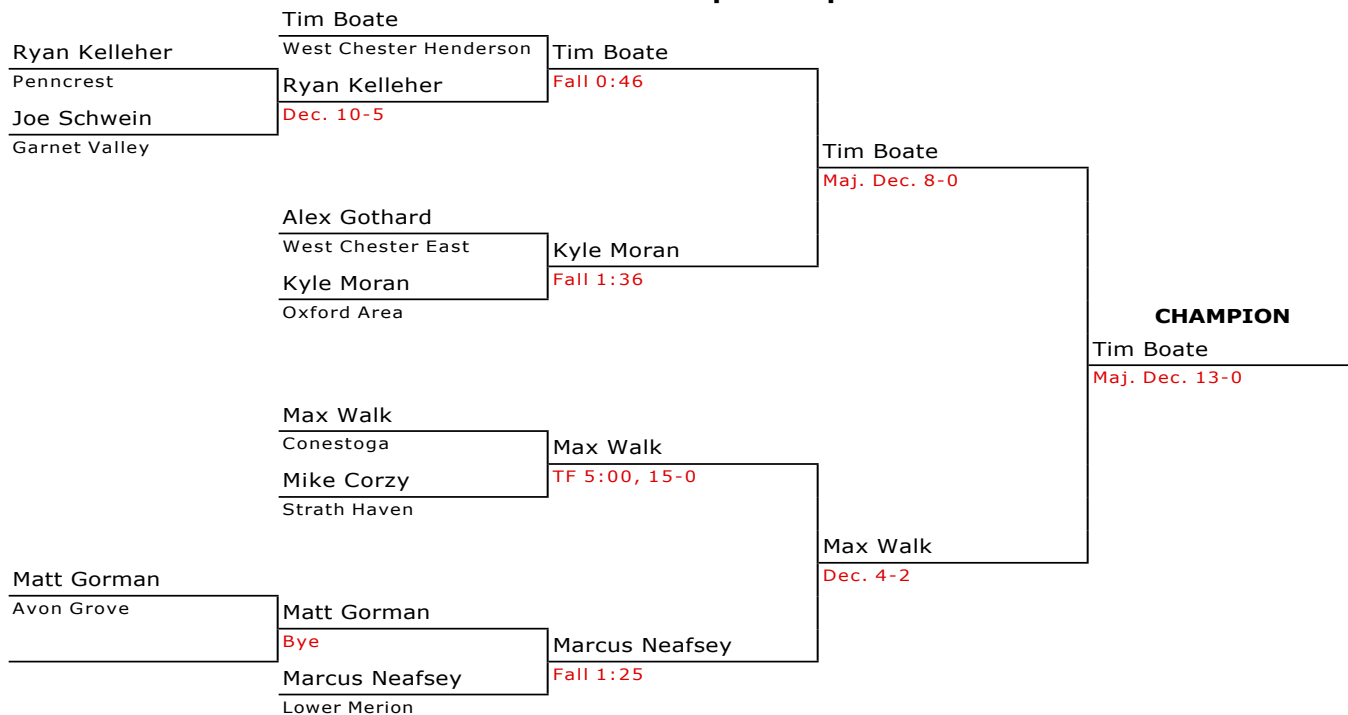 Tim Boate
West Chester Henderson
Ryan Kelleher
Penncrest
Joe Schwein
Garnet Valley
Ryan Kelleher
Dec. 10-5
Tim Boate
Fall 0:46
Alex Gothard
West Chester East
Kyle Moran
Oxford Area
Kyle Moran
Fall 1:36
Tim Boate
Maj. Dec. 8-0
Max Walk
Conestoga
Mike Corzy
Strath Haven
Max Walk
TF 5:00, 15-0
Matt Gorman
Avon Grove
Matt Gorman
Bye
Marcus Neafsey
Lower Merion
Marcus Neafsey
Fall 1:25
Max Walk
Dec. 4-2
CHAMPION
Tim Boate
Maj. Dec. 13-0